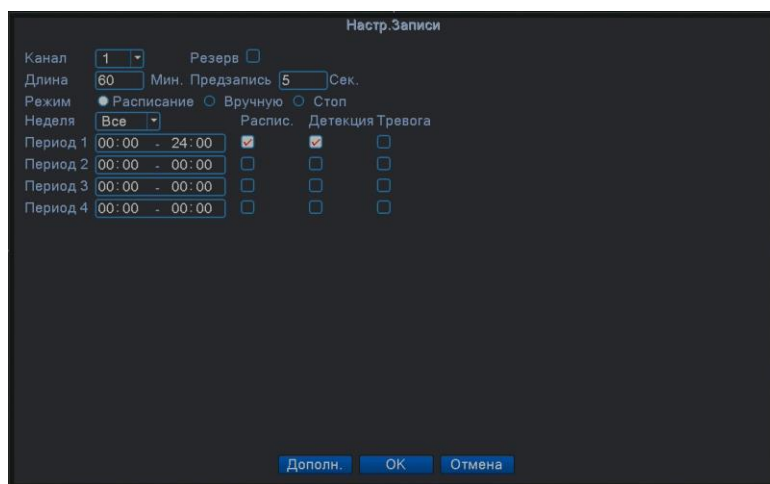 Настр.Записи
Канал 1 Резерв
Длина 60 Мин. Предзапись 5 Сек.
Режим Расписание Вручную Стоп
Неделя Все Распис. Детекция Тревога
Период 1 00:00 - 24:00
Период 2 00:00 - 00:00
Период 3 00:00 - 00:00
Период 4 00:00 - 00:00
Дополн. OK Отмена